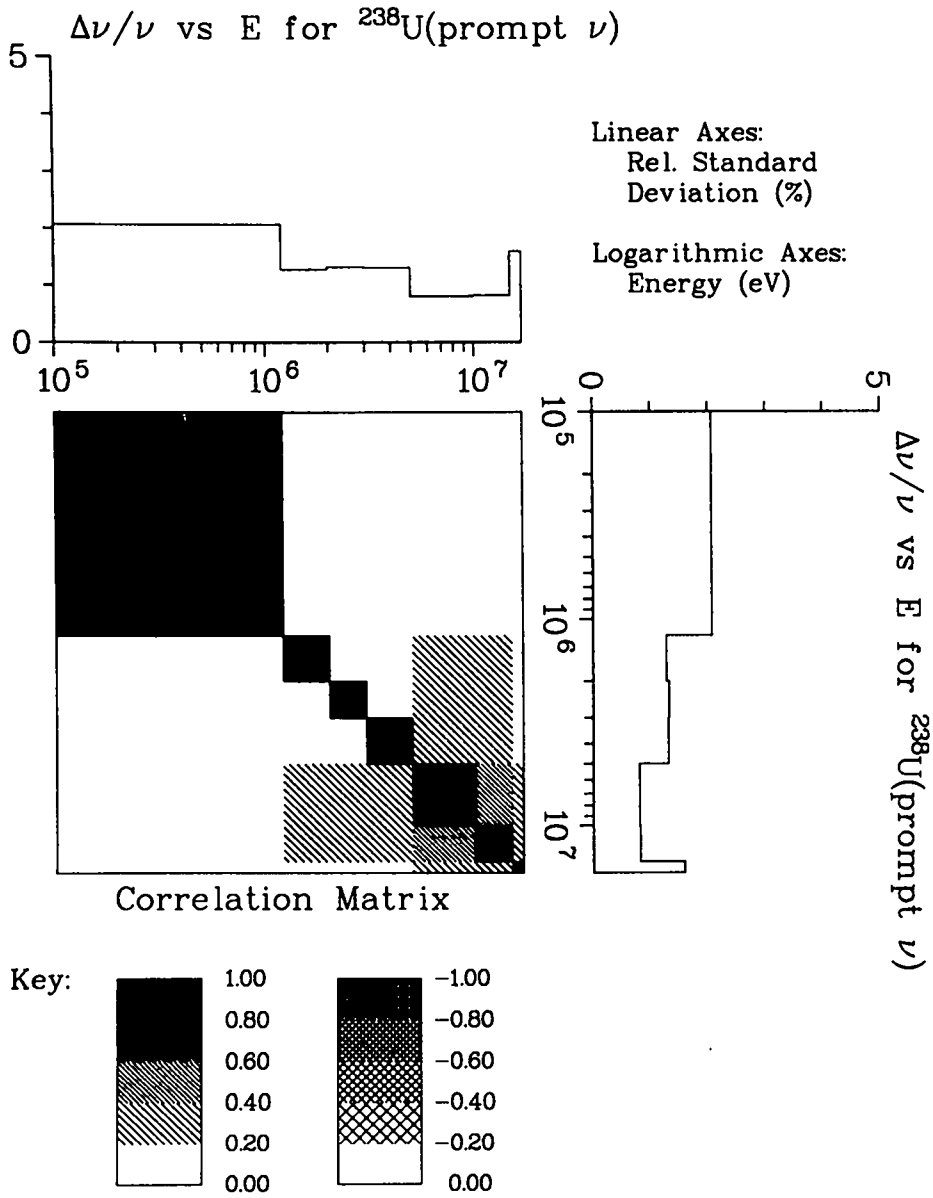 Δν/ν vs E for ²³⁸U(prompt ν)
5
0
10⁵
10⁶
10⁷
Linear Axes:
Rel. Standard
Deviation (%)
Logarithmic Axes:
Energy (eV)
0
5
10⁵
10⁶
10⁷
Δν/ν vs E for ²³⁸U(prompt ν)
Correlation Matrix
Key:
1.00
0.80
0.60
0.40
0.20
0.00
-1.00
-0.80
-0.60
-0.40
-0.20
0.00